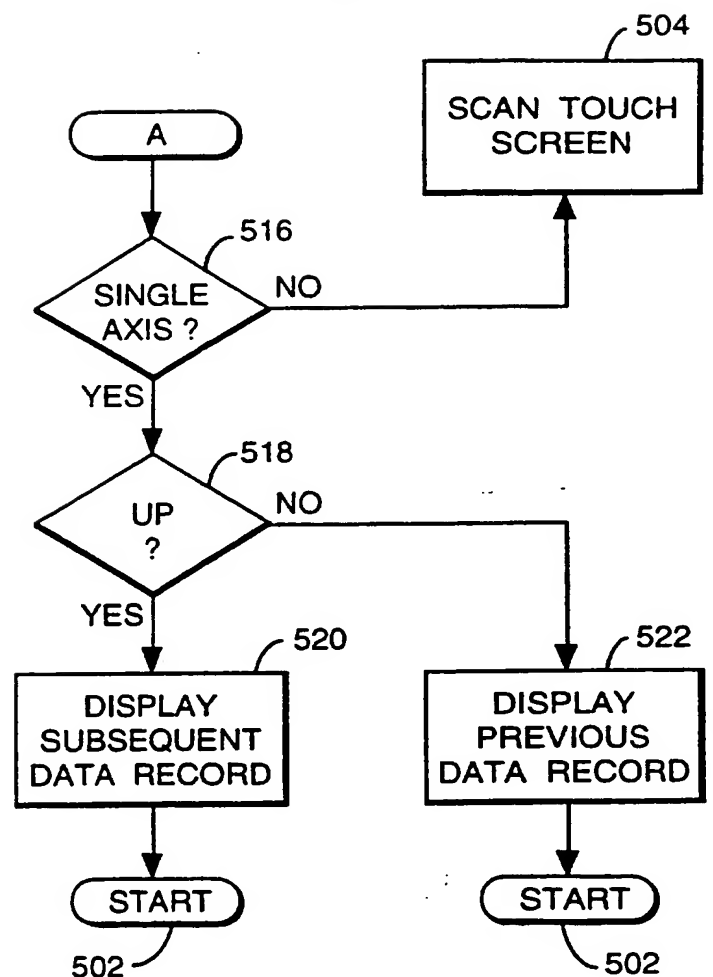 504
SCAN TOUCH
SCREEN
A
516
SINGLE
AXIS ?
NO
YES
518
UP
?
NO
YES
520
DISPLAY
SUBSEQUENT
DATA RECORD
522
DISPLAY
PREVIOUS
DATA RECORD
START
502
START
502